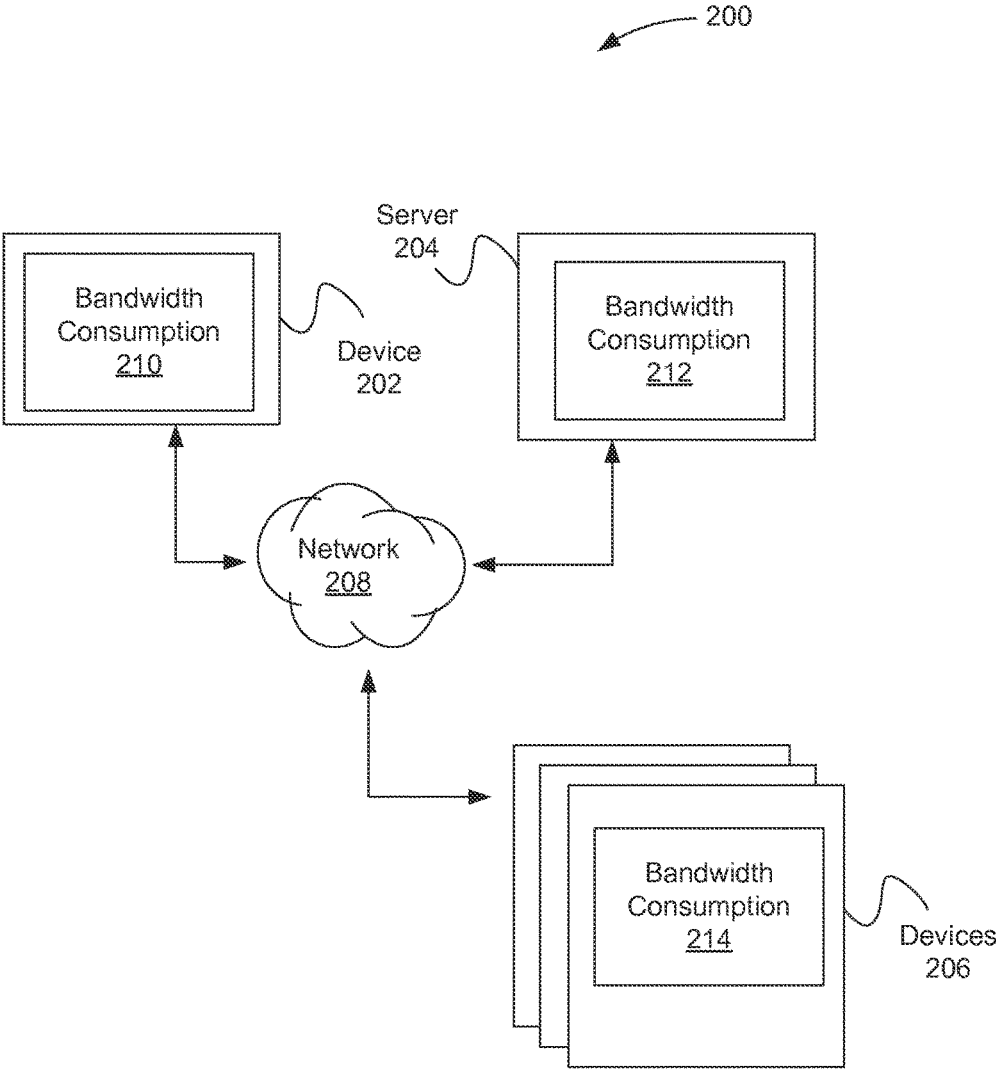 200
Server
204
Bandwidth
Consumption
210
Device
202
Bandwidth
Consumption
212
Network
208
Bandwidth
Consumption
214
Devices
206